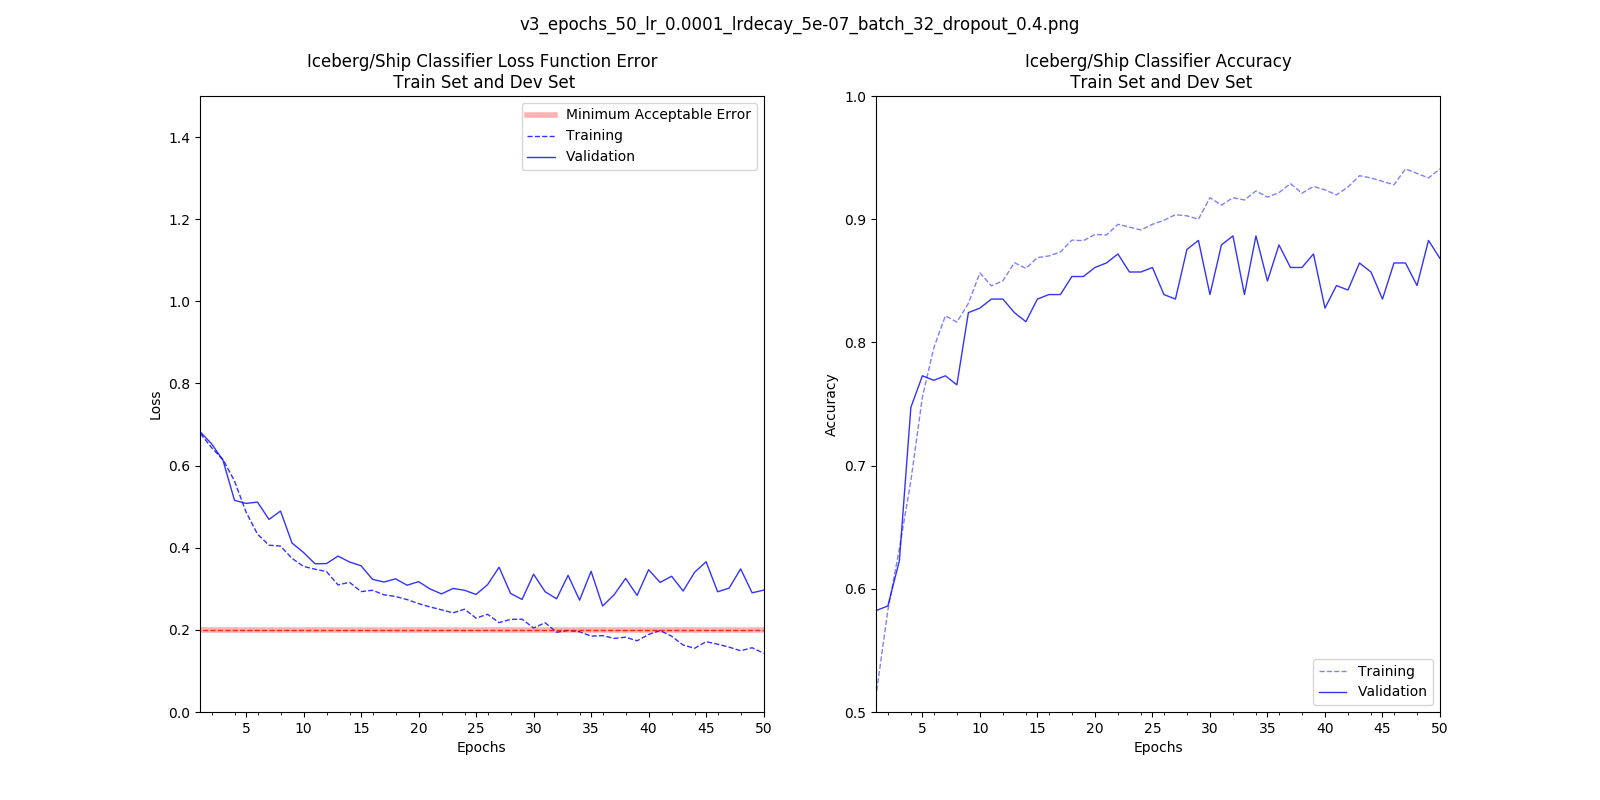 v3_epochs_50_lr_0.0001_lrdecay_5e-07_batch_32_dropout_0.4.png
Iceberg/Ship Classifier Loss Function Error
Train Set and Dev Set
Minimum Acceptable Error
Training
Validation
1.4
1.2
1.0
0.8
0.6
0.4
0.2
0.0
Loss
5 10 15 20 25 30 35 40 45 50
Epochs
Iceberg/Ship Classifier Accuracy
Train Set and Dev Set
1.0
0.9
0.8
0.7
0.6
0.5
Accuracy
Training
Validation
5 10 15 20 25 30 35 40 45 50
Epochs